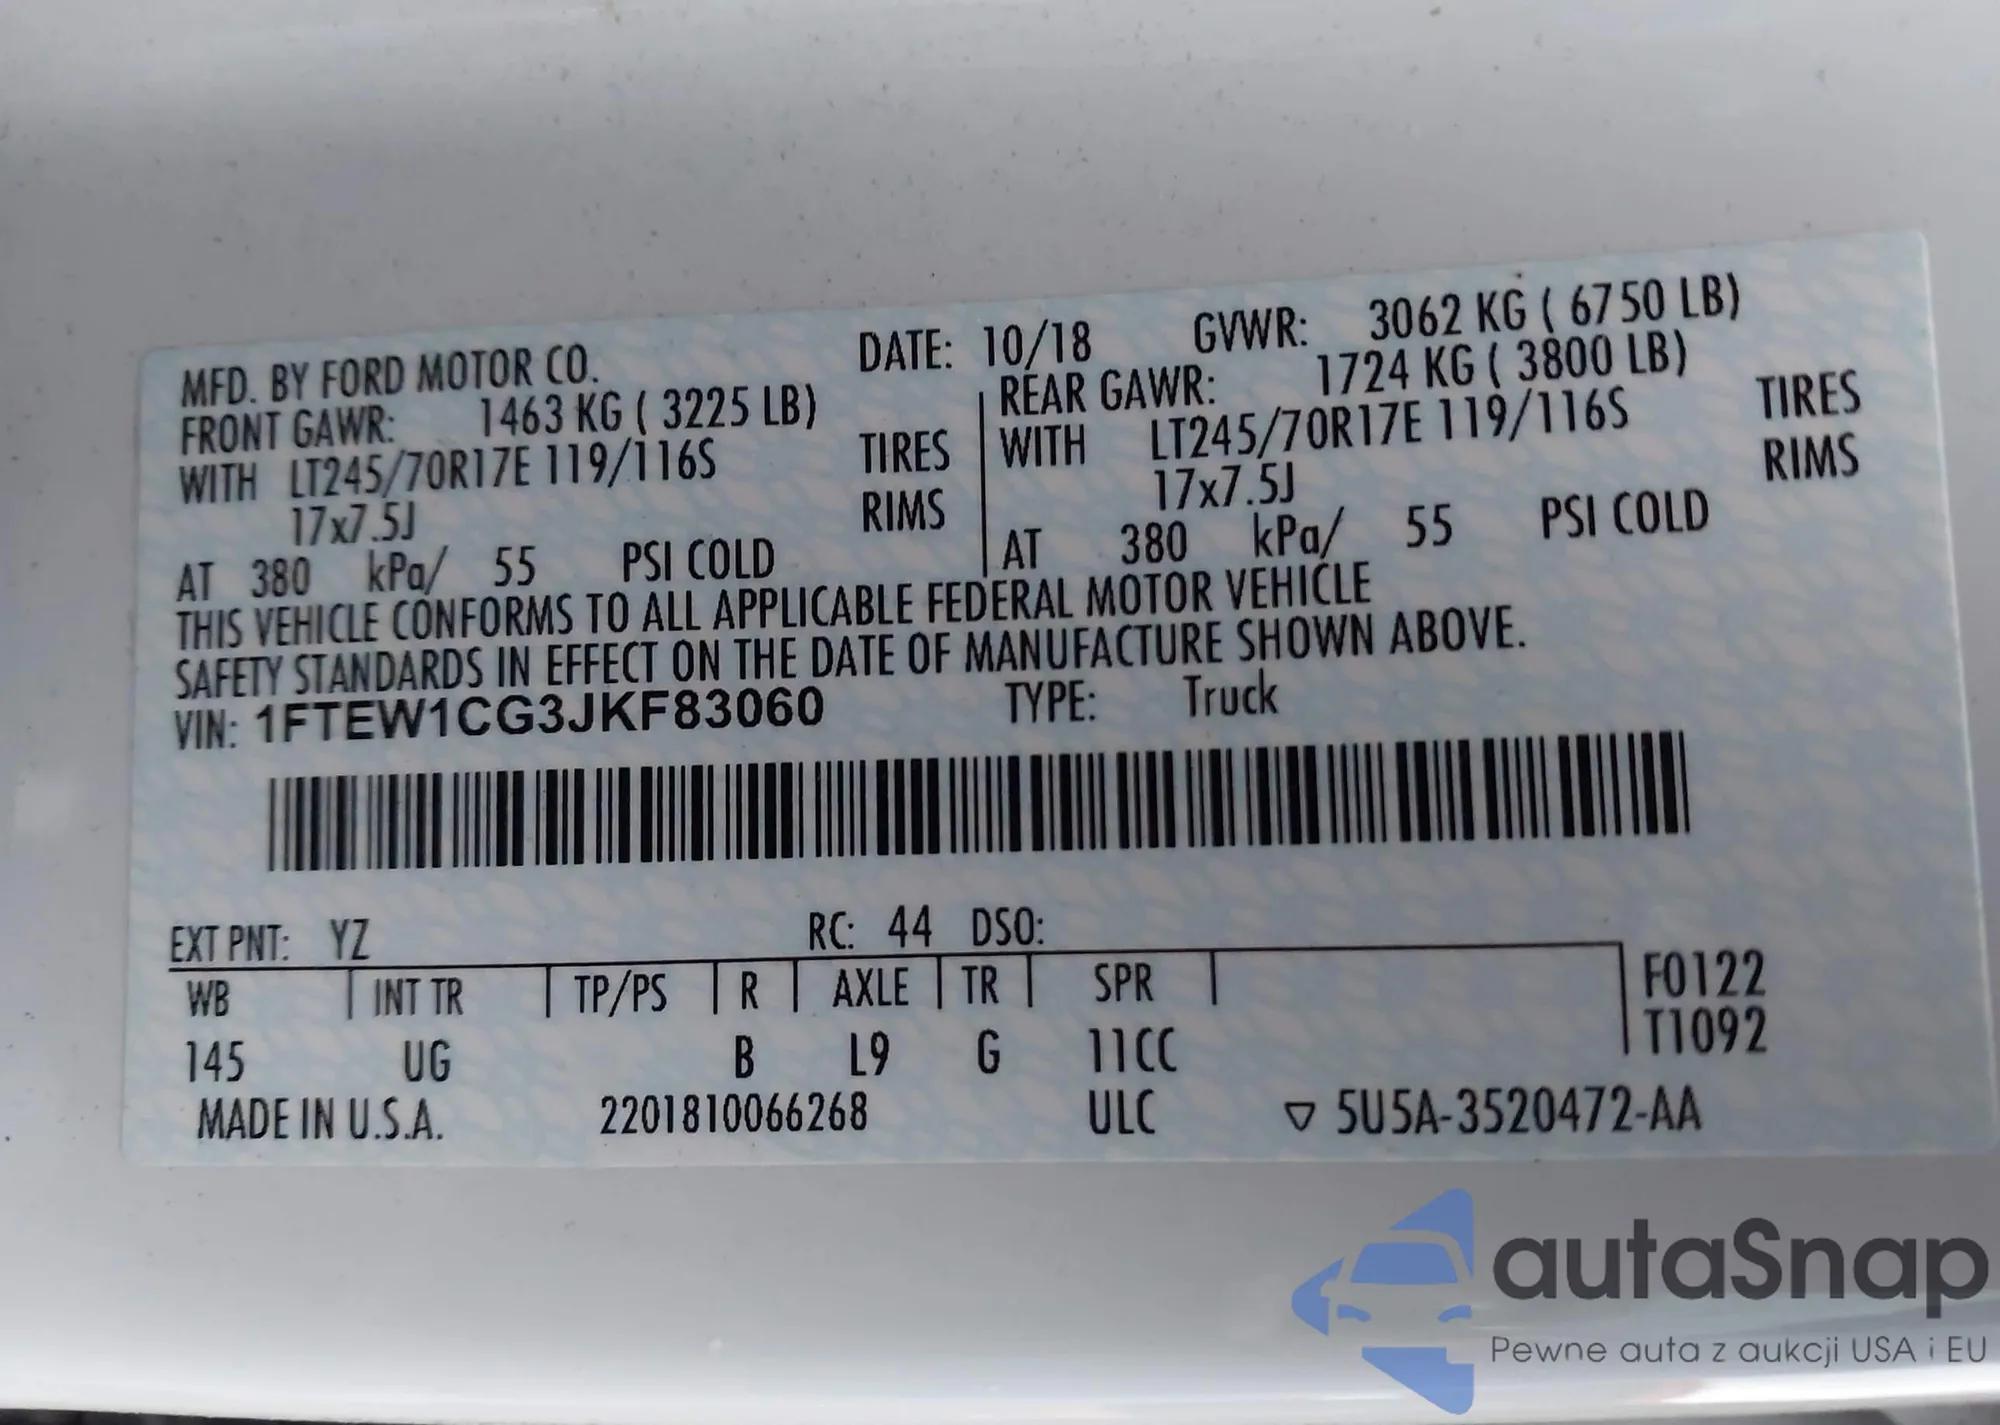 MFD. BY FORD MOTOR CO. DATE: 10/18 GVWR: 3062 KG ( 6750 LB)
FRONT GAWR: 1463 KG ( 3225 LB) REAR GAWR: 1724 KG ( 3800 LB)
WITH LT245/70R17E 119/116S TIRES WITH LT245/70R17E 119/116S TIRES
17x7.5J RIMS 17x7.5J RIMS
AT 380 kPa/ 55 PSI COLD AT 380 kPa/ 55 PSI COLD
THIS VEHICLE CONFORMS TO ALL APPLICABLE FEDERAL MOTOR VEHICLE
SAFETY STANDARDS IN EFFECT ON THE DATE OF MANUFACTURE SHOWN ABOVE.
VIN: 1FTEW1CG3JKF83060 TYPE: Truck
EXT PNT: YZ RC: 44 DSO:
WB INT TR TP/PS R AXLE TR SPR F0122
T1092
145 UG B L9 G 11CC
MADE IN U.S.A. 2201810066268 ULC ▽ 5U5A-3520472-AA
autaSnap
Pewne auta z aukcji USA i EU